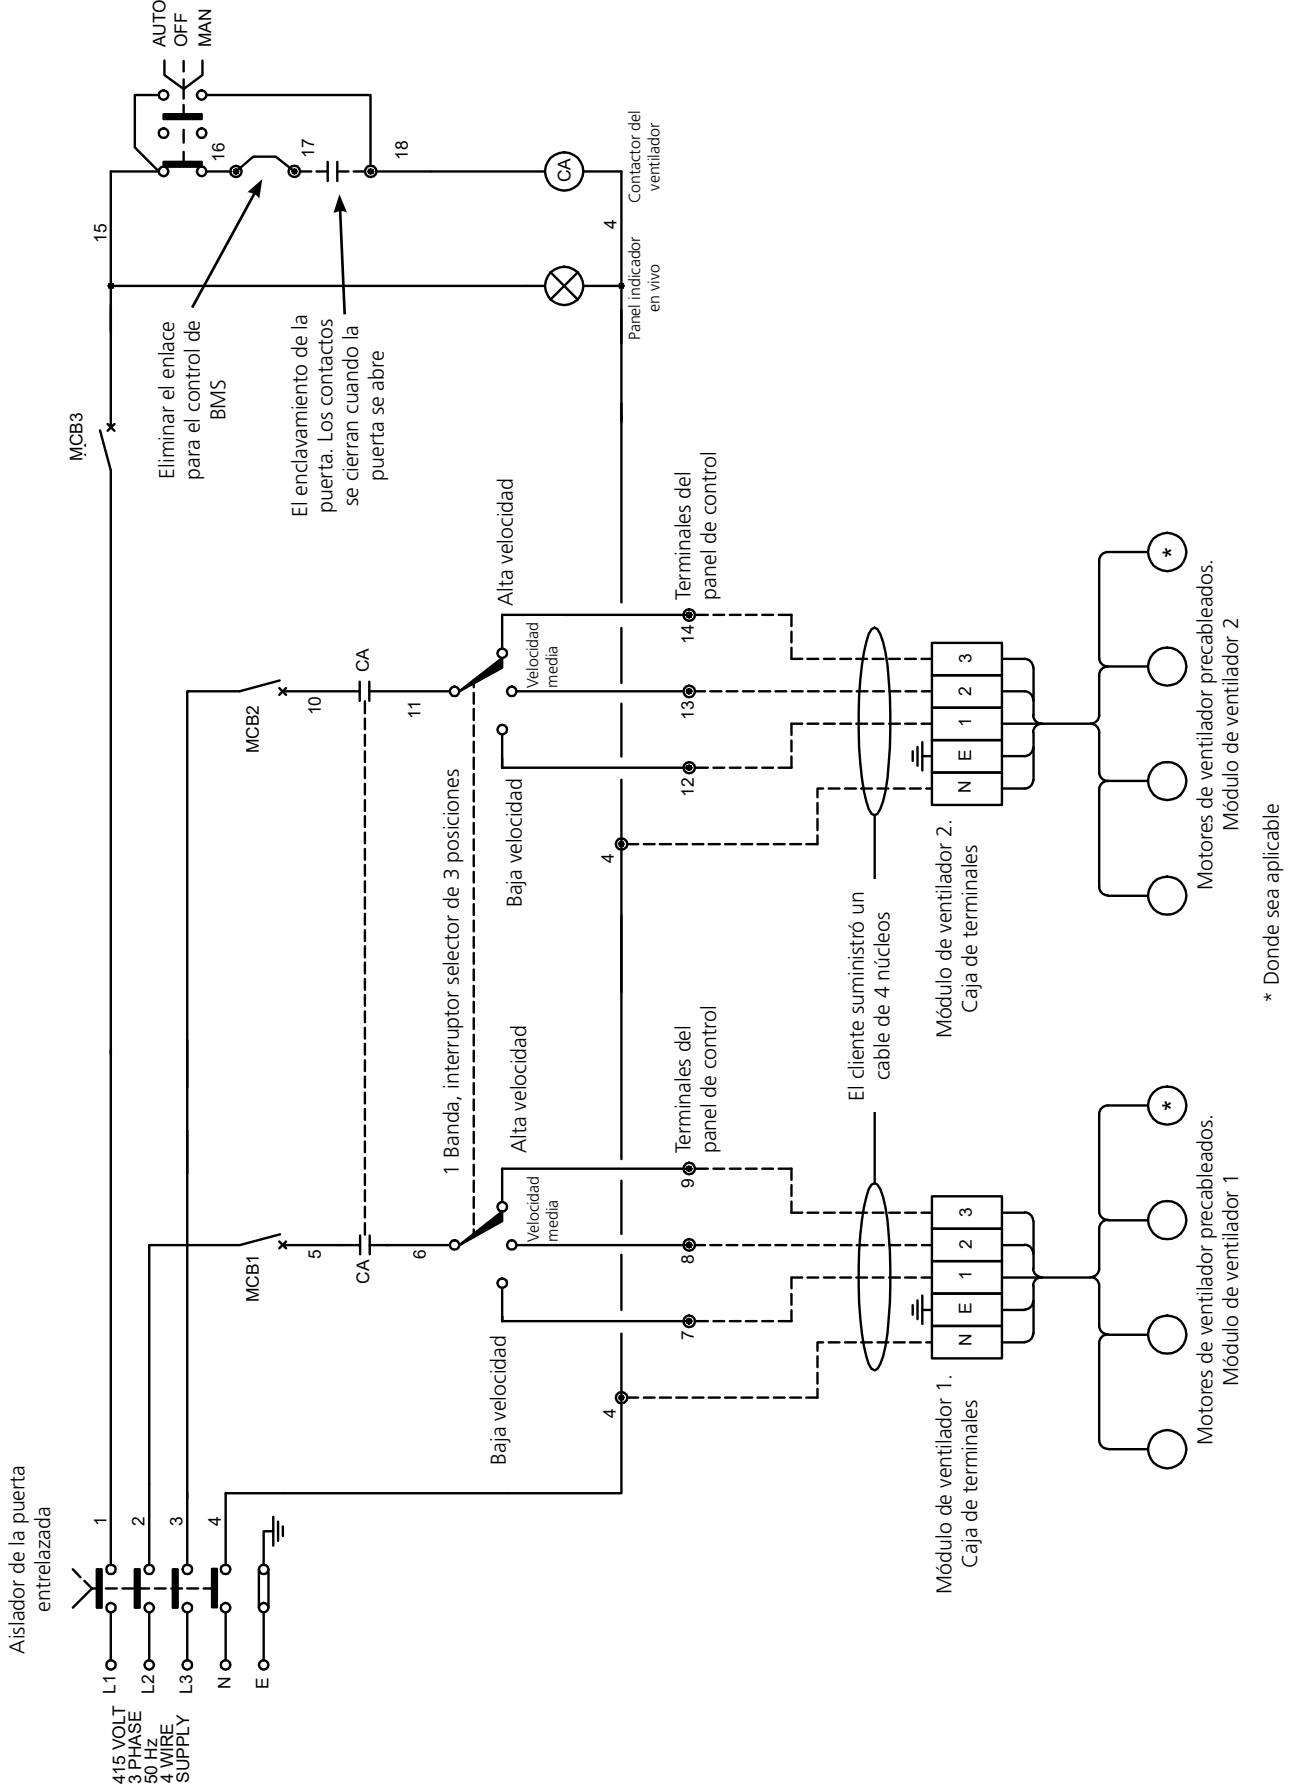 Aislador de la puerta
entrelazada
415 VOLT
3 PHASE
50 Hz
4 WIRE
SUPPLY
L1
L2
L3
N
E
1
2
3
4
MCB3
15
AUTO
OFF
MAN
16
17
18
Eliminar el enlace
para el control de
BMS
El enclavamiento de la
puerta. Los contactos
se cierran cuando la
puerta se abre
CA
Contactor del
ventilador
4
Panel indicador
en vivo
MCB1
5
CA
6
MCB2
10
CA
11
1 Banda, interruptor selector de 3 posiciones
Baja velocidad
Velocidad
media
Alta velocidad
Baja velocidad
Velocidad
media
Alta velocidad
4
7
8
9
Terminales del
panel de control
4
12
13
14
Terminales del
panel de control
El cliente suministró un
cable de 4 núcleos
N
E
1
2
3
Módulo de ventilador 1.
Caja de terminales
N
E
1
2
3
Módulo de ventilador 2.
Caja de terminales
*
Motores de ventilador precableados.
Módulo de ventilador 1
*
Motores de ventilador precableados.
Módulo de ventilador 2
* Donde sea aplicable